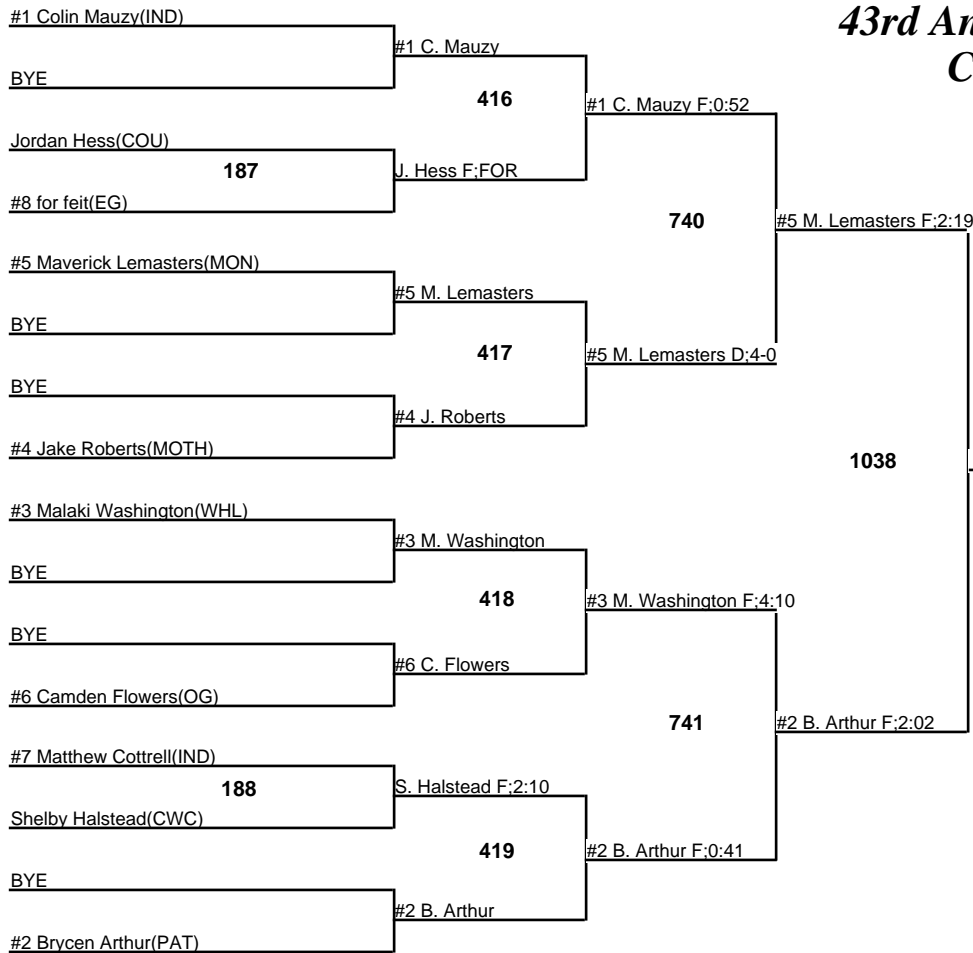 #1 Colin Mauzy(IND)
43rd An
#1 C. Mauzy
C
BYE
416
#1 C. Mauzy F;0:52
Jordan Hess(COU)
187
J. Hess F;FOR
#8 for feit(EG)
740
#5 M. Lemasters F;2:19
#5 Maverick Lemasters(MON)
#5 M. Lemasters
BYE
417
#5 M. Lemasters D;4-0
BYE
#4 J. Roberts
#4 Jake Roberts(MOTH)
1038
#3 Malaki Washington(WHL)
#3 M. Washington
BYE
418
#3 M. Washington F;4:10
BYE
#6 C. Flowers
#6 Camden Flowers(OG)
741
#2 B. Arthur F;2:02
#7 Matthew Cottrell(IND)
188
S. Halstead F;2:10
Shelby Halstead(CWC)
419
#2 B. Arthur F;0:41
BYE
#2 B. Arthur
#2 Brycen Arthur(PAT)